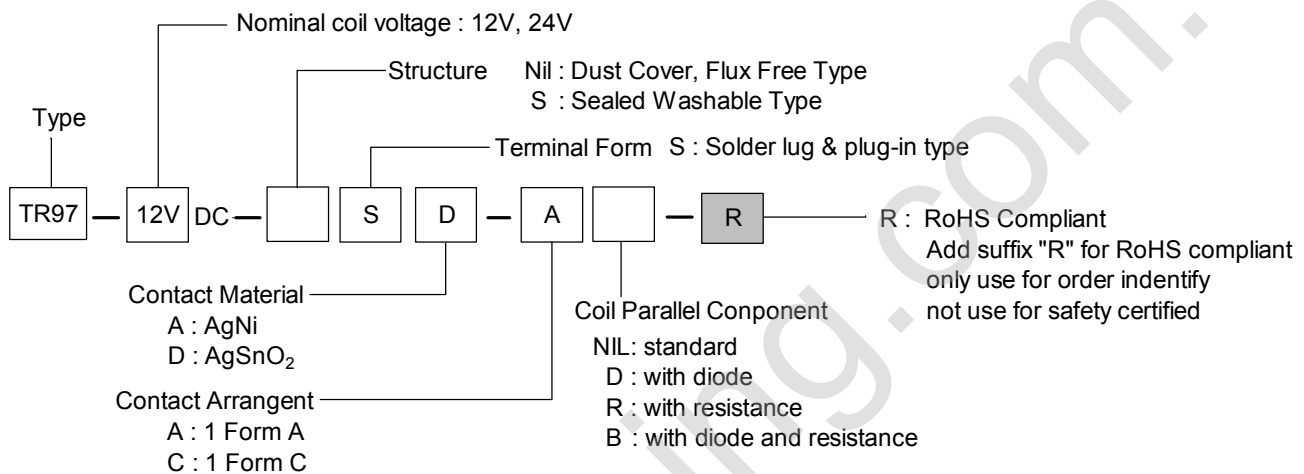 Nominal coil voltage : 12V, 24V
Structure Nil : Dust Cover, Flux Free Type
S : Sealed Washable Type
Type
Terminal Form S : Solder lug & plug-in type
TR97 — 12V DC — S D — A — R
R : RoHS Compliant
Add suffix "R" for RoHS compliant
only use for order indentify
not use for safety certified
Contact Material
A : AgNi
D : AgSnO₂
Contact Arrangent
A : 1 Form A
C : 1 Form C
Coil Parallel Conponent
NIL: standard
D : with diode
R : with resistance
B : with diode and resistance
ing.com.